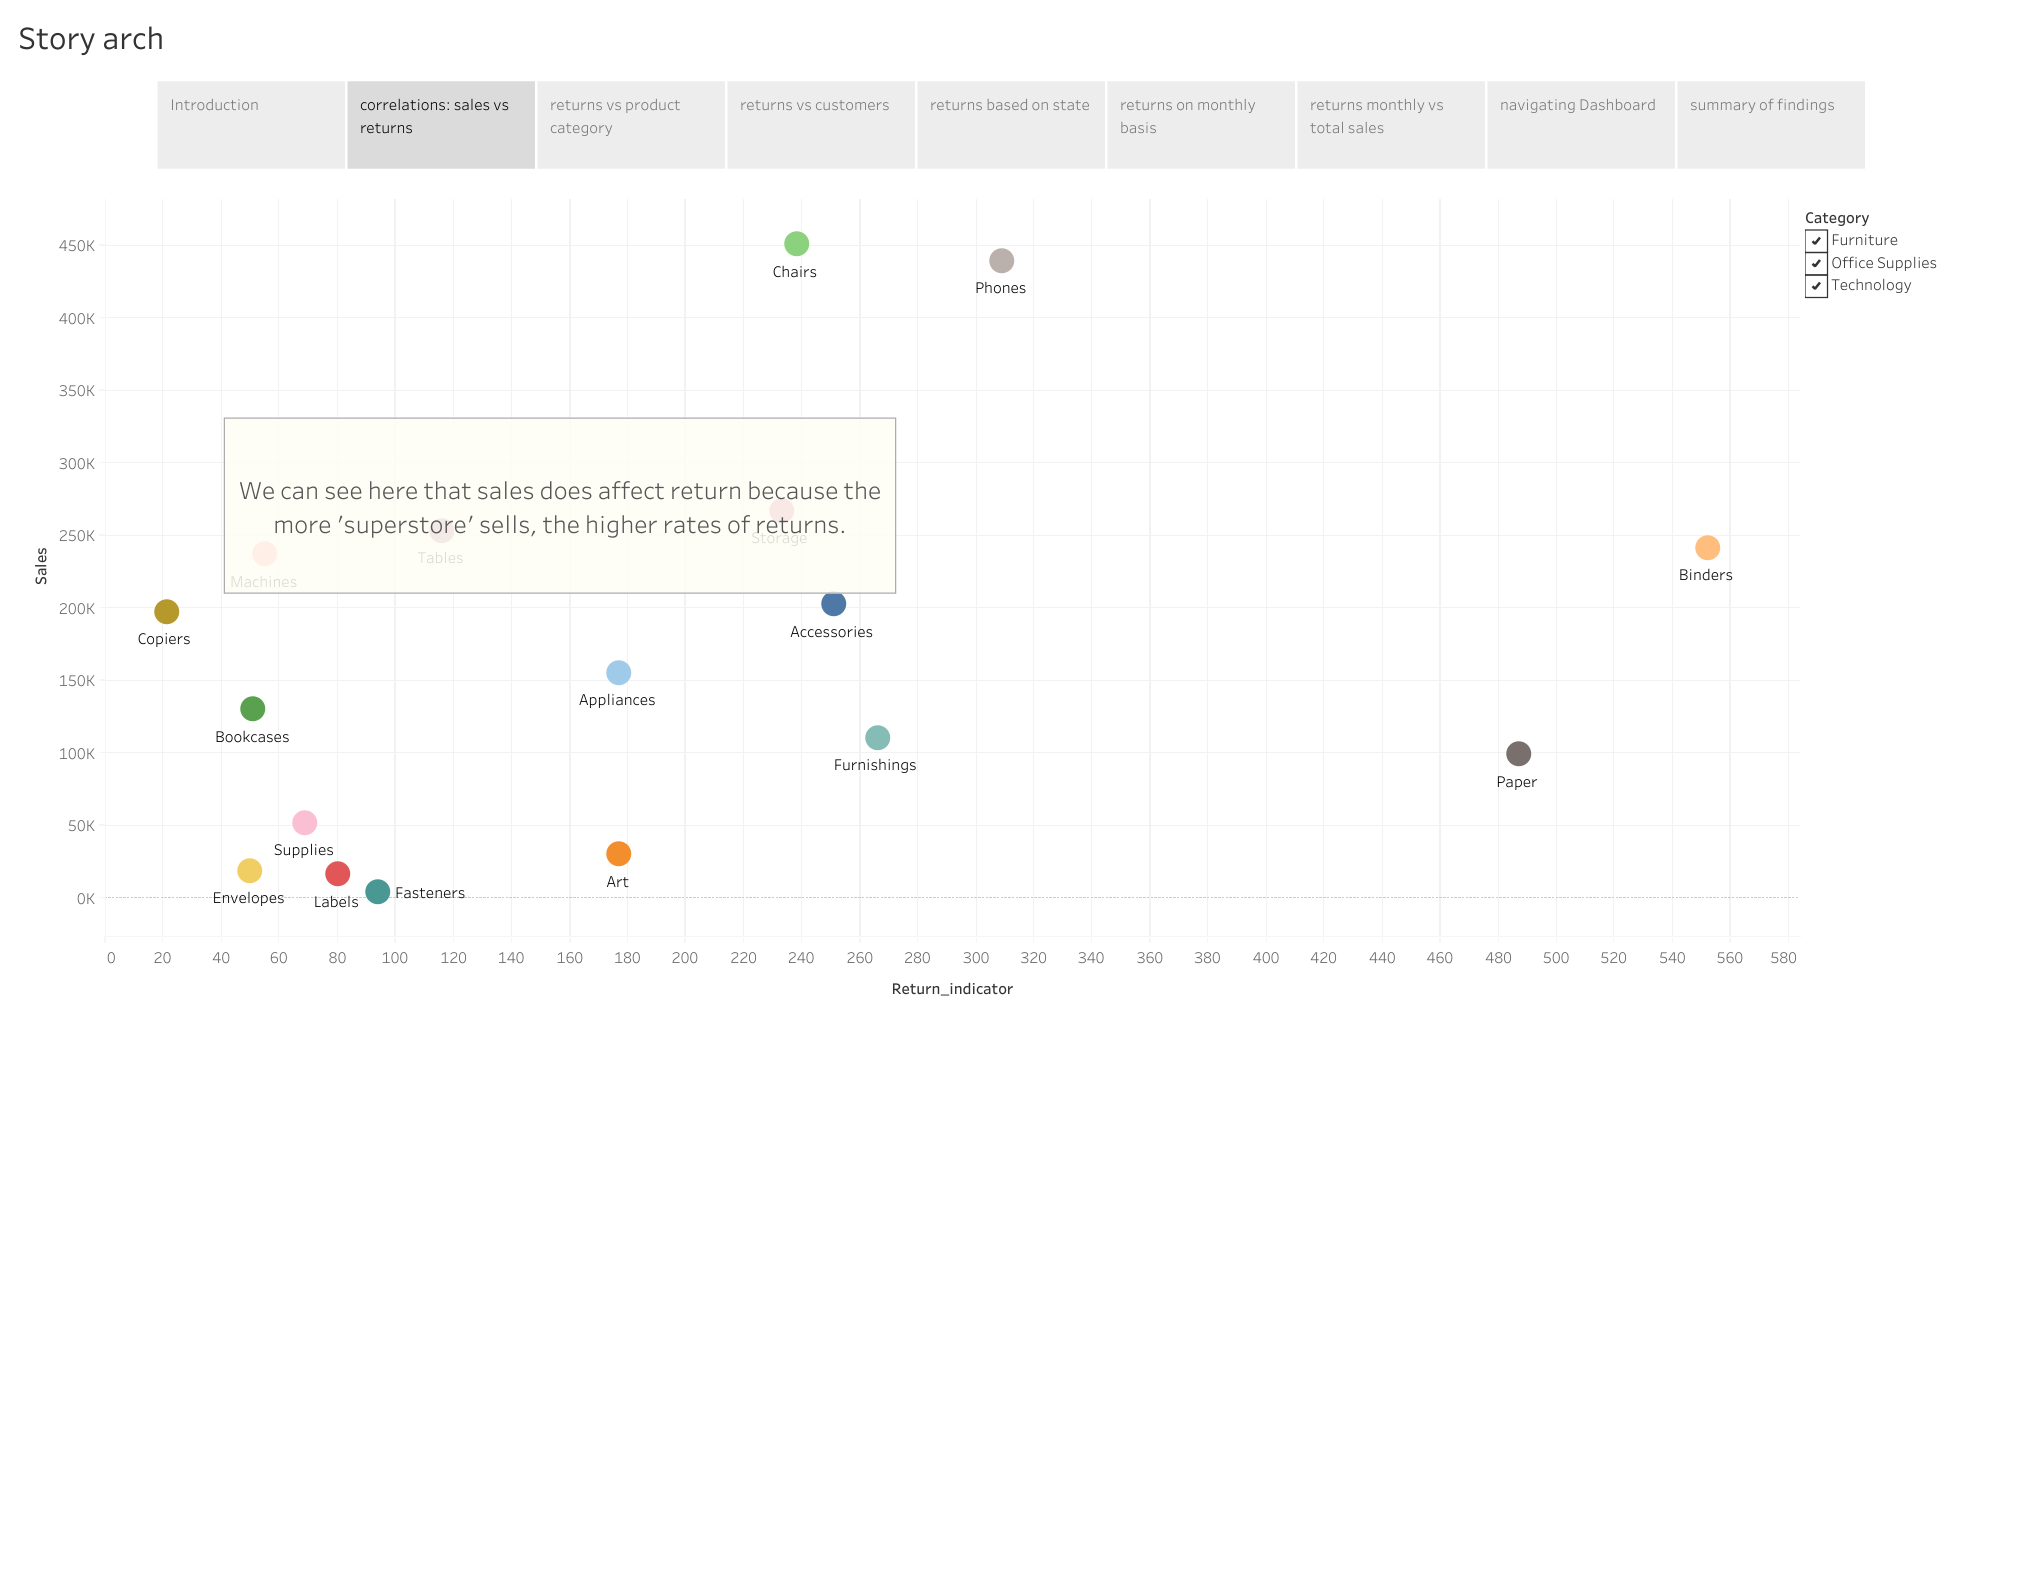 Story arch
Introduction
correlations: sales vs
returns
returns vs product
category
returns vs customers
returns based on state
returns on monthly
basis
returns monthly vs
total sales
navigating Dashboard
summary of findings
Category
Furniture
Office Supplies
Technology
Sales
450K
400K
350K
300K
250K
200K
150K
100K
50K
0K
Chairs
Phones
We can see here that sales does affect return because the
more 'superstore' sells, the higher rates of returns.
Storage
Tables
Machines
Binders
Copiers
Accessories
Appliances
Bookcases
Furnishings
Paper
Supplies
Art
Envelopes
Labels
Fasteners
0 20 40 60 80 100 120 140 160 180 200 220 240 260 280 300 320 340 360 380 400 420 440 460 480 500 520 540 560 580
Return_indicator